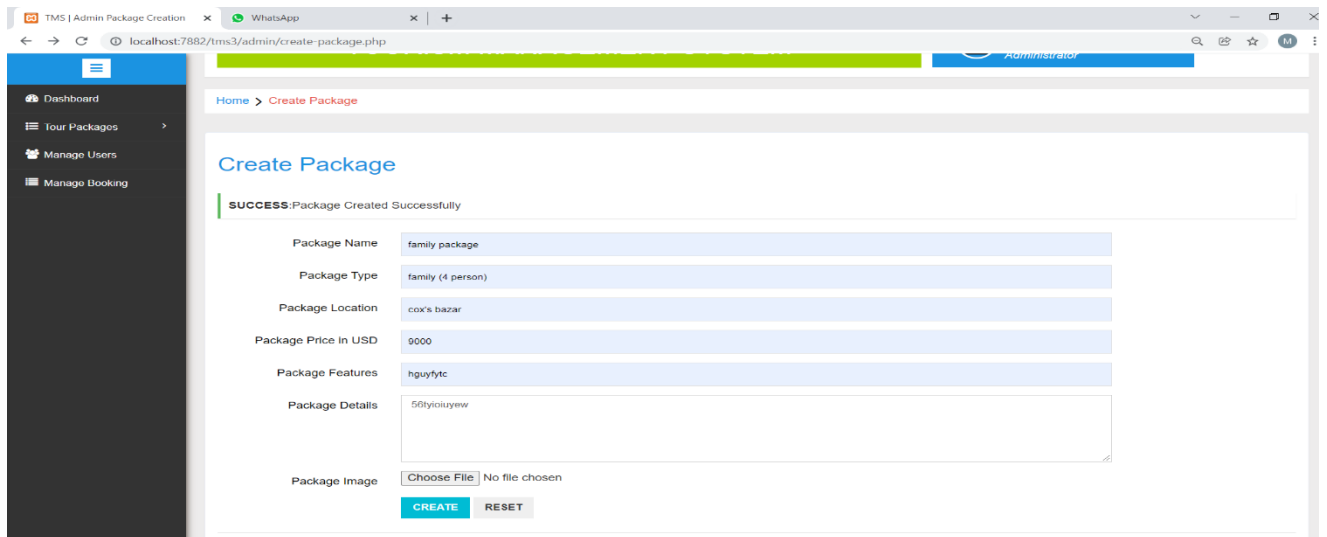 TMS | Admin Package Creation
WhatsApp
localhost:7882/tms3/admin/create-package.php
M
Administrator
Dashboard
Home > Create Package
Tour Packages
Manage Users
Create Package
Manage Booking
SUCCESS:Package Created Successfully
Package Name family package
Package Type family (4 person)
Package Location cox's bazar
Package Price in USD 9000
Package Features hguyfytc
Package Details 56tyioiuyew
Package Image Choose File No file chosen
CREATE RESET